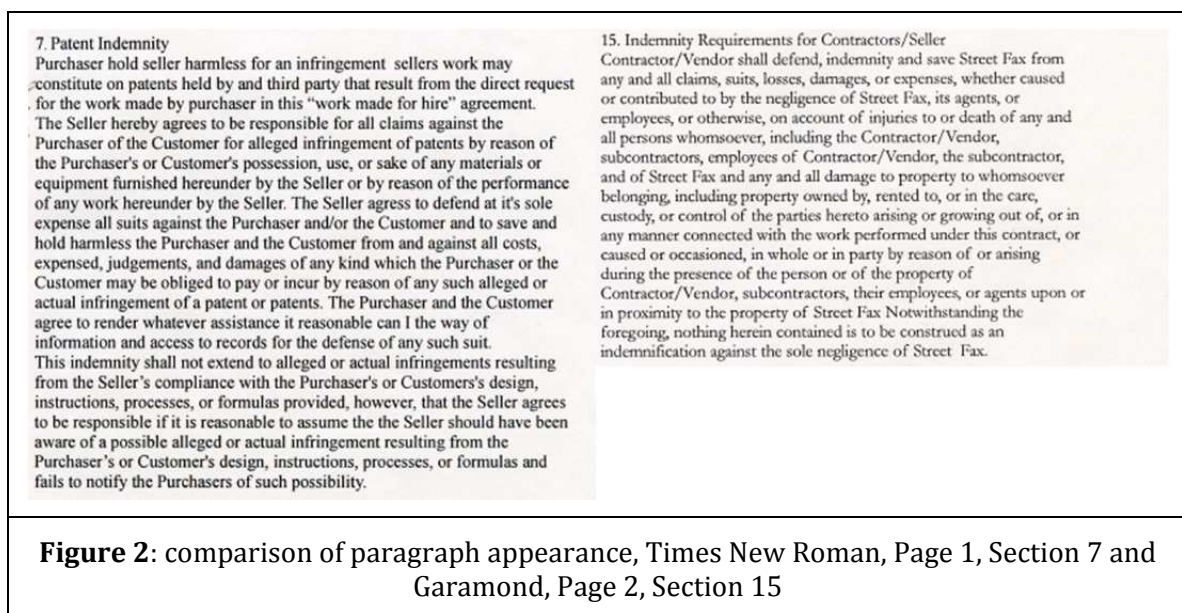 7. Patent Indemnity
Purchaser hold seller harmless for an infringement sellers work may
constitute on patents held by and third party that result from the direct request
for the work made by purchaser in this “work made for hire” agreement.
The Seller hereby agrees to be responsible for all claims against the
Purchaser of the Customer for alleged infringement of patents by reason of
the Purchaser's or Customer's possession, use, or sake of any materials or
equipment furnished hereunder by the Seller or by reason of the performance
of any work hereunder by the Seller. The Seller agress to defend at it's sole
expense all suits against the Purchaser and/or the Customer and to save and
hold harmless the Purchaser and the Customer from and against all costs,
expensed, judgements, and damages of any kind which the Purchaser or the
Customer may be obliged to pay or incur by reason of any such alleged or
actual infringement of a patent or patents. The Purchaser and the Customer
agree to render whatever assistance it reasonable can I the way of
information and access to records for the defense of any such suit.
This indemnity shall not extend to alleged or actual infringements resulting
from the Seller’s compliance with the Purchaser's or Customers's design,
instructions, processes, or formulas provided, however, that the Seller agrees
to be responsible if it is reasonable to assume the the Seller should have been
aware of a possible alleged or actual infringement resulting from the
Purchaser’s or Customer's design, instructions, processes, or formulas and
fails to notify the Purchasers of such possibility.
15. Indemnity Requirements for Contractors/Seller
Contractor/Vendor shall defend, indemnity and save Street Fax from
any and all claims, suits, losses, damages, or expenses, whether caused
or contributed to by the negligence of Street Fax, its agents, or
employees, or otherwise, on account of injuries to or death of any and
all persons whomsoever, including the Contractor/Vendor,
subcontractors, employees of Contractor/Vendor, the subcontractor,
and of Street Fax and any and all damage to property to whomsoever
belonging, including property owned by, rented to, or in the care,
custody, or control of the parties hereto arising or growing out of, or in
any manner connected with the work performed under this contract, or
caused or occasioned, in whole or in party by reason of or arising
during the presence of the person or of the property of
Contractor/Vendor, subcontractors, their employees, or agents upon or
in proximity to the property of Street Fax Notwithstanding the
foregoing, nothing herein contained is to be construed as an
indemnification against the sole negligence of Street Fax.
Figure 2: comparison of paragraph appearance, Times New Roman, Page 1, Section 7 and
Garamond, Page 2, Section 15